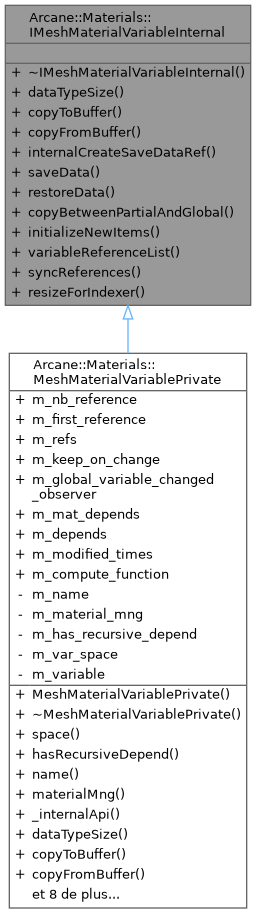 Arcane::Materials::
IMeshMaterialVariableInternal
+ ~IMeshMaterialVariableInternal()
+ dataTypeSize()
+ copyToBuffer()
+ copyFromBuffer()
+ internalCreateSaveDataRef()
+ saveData()
+ restoreData()
+ copyBetweenPartialAndGlobal()
+ initializeNewItems()
+ variableReferenceList()
+ syncReferences()
+ resizeForIndexer()
Arcane::Materials::
MeshMaterialVariablePrivate
+ m_nb_reference
+ m_first_reference
+ m_refs
+ m_keep_on_change
+ m_global_variable_changed
_observer
+ m_mat_depends
+ m_depends
+ m_modified_times
+ m_compute_function
- m_name
- m_material_mng
- m_has_recursive_depend
- m_var_space
- m_variable
+ MeshMaterialVariablePrivate()
+ ~MeshMaterialVariablePrivate()
+ space()
+ hasRecursiveDepend()
+ name()
+ materialMng()
+ _internalApi()
+ dataTypeSize()
+ copyToBuffer()
+ copyFromBuffer()
et 8 de plus...